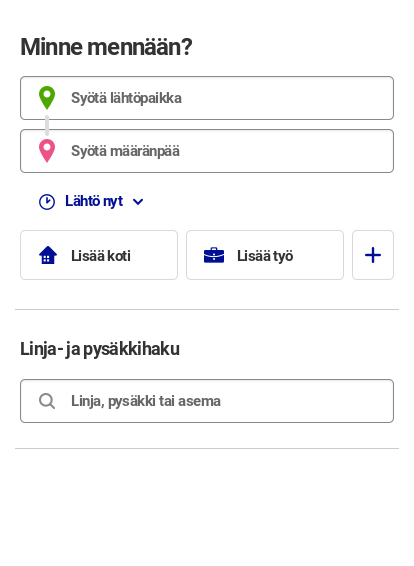 Minne mennään?
Syötä lähtöpaikka
Syötä määränpää
Lähtö nyt
Lisää koti
Lisää työ
Linja- ja pysäkkihaku
Linja, pysäkki tai asema